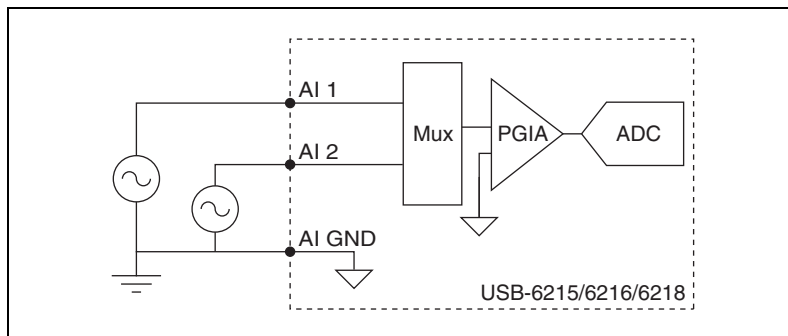 AI 1
Mux
PGIA
ADC
AI 2
AI GND
USB-6215/6216/6218